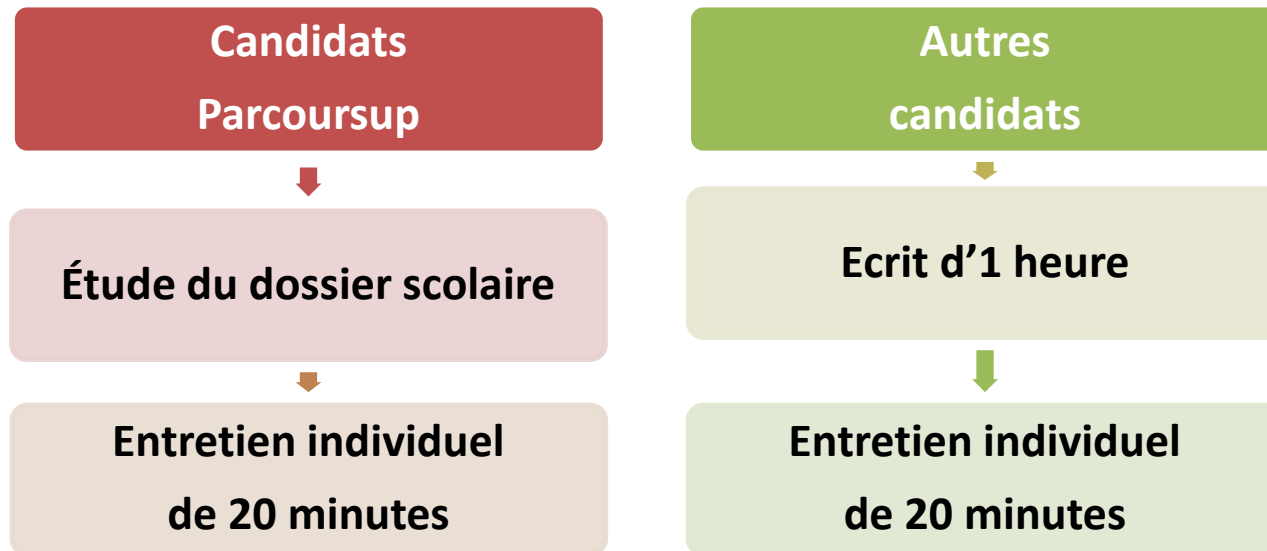 Candidats
Parcoursup
Étude du dossier scolaire
Entretien individuel
de 20 minutes
Autres
candidats
Ecrit d’1 heure
Entretien individuel
de 20 minutes